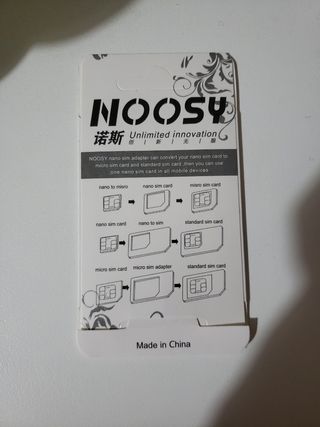 NOOSY
诺斯 Unlimited innovation
创 | 新 | 无 | 限
NOOSY nano sim adapter can convert your nano sim card to
micro sim card and standard sim card ,then you can use
one nano sim card in all mobile devices
nano to misro nano sim card misro sim card
nano sim card nano to sim standard sim card
micro sim card micro sim adapter standard sim card
Made in China